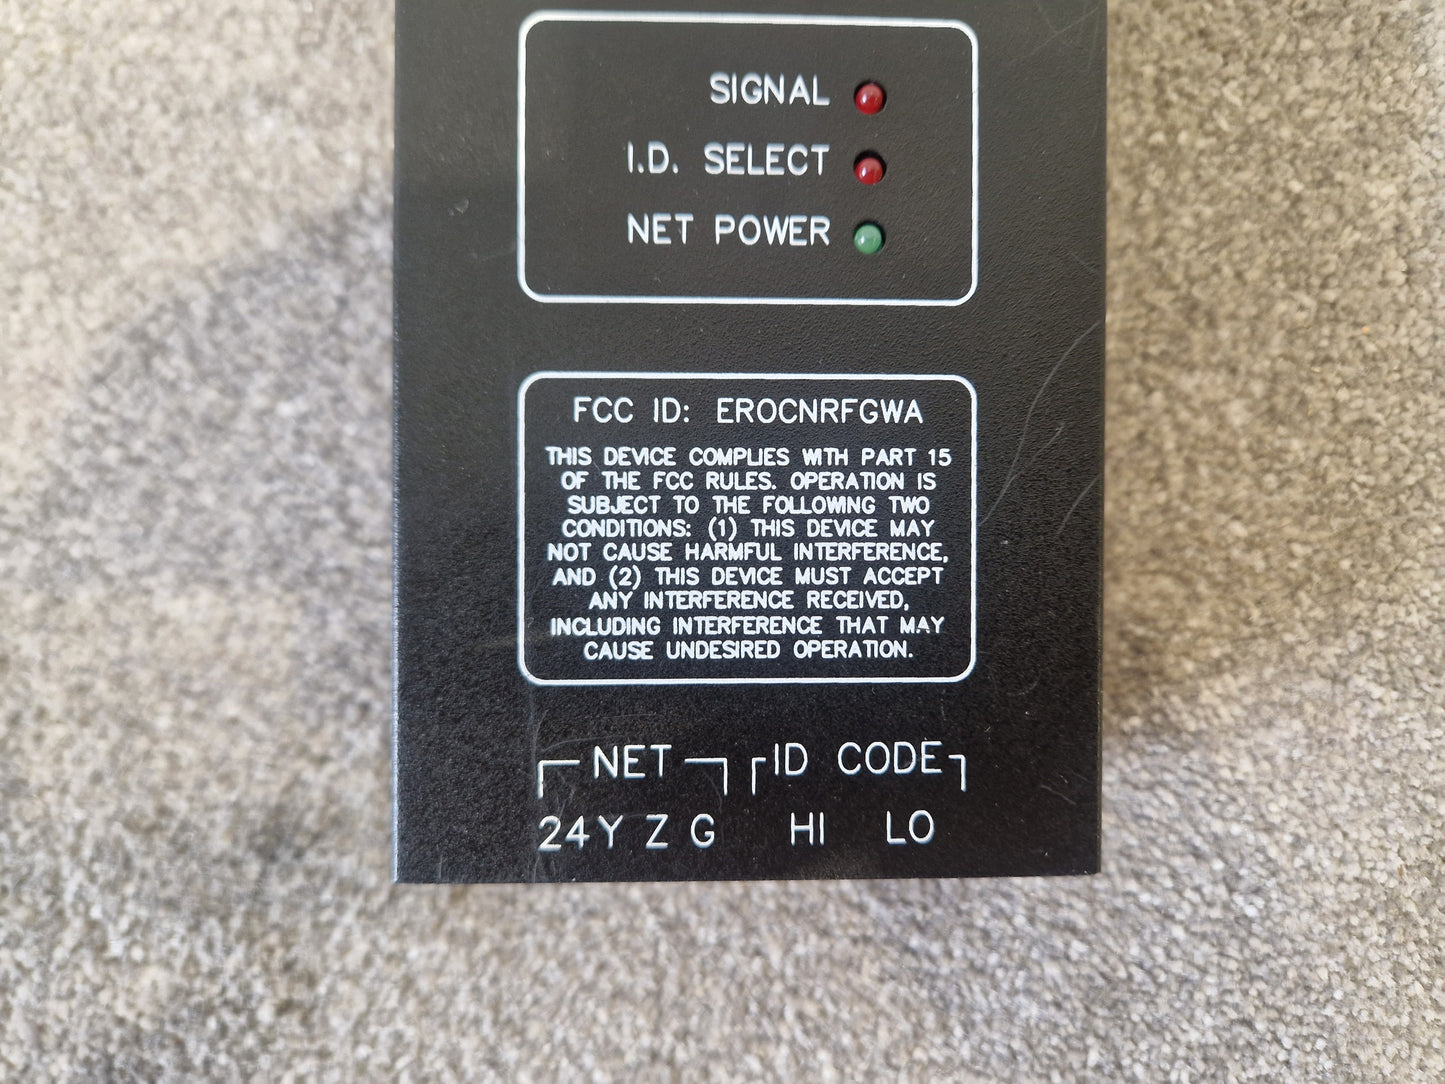 SIGNAL
I.D. SELECT
NET POWER
FCC ID: EROCNRFGWA
THIS DEVICE COMPLIES WITH PART 15
OF THE FCC RULES. OPERATION IS
SUBJECT TO THE FOLLOWING TWO
CONDITIONS: (1) THIS DEVICE MAY
NOT CAUSE HARMFUL INTERFERENCE,
AND (2) THIS DEVICE MUST ACCEPT
ANY INTERFERENCE RECEIVED,
INCLUDING INTERFERENCE THAT MAY
CAUSE UNDESIRED OPERATION.
NET ID CODE
24 Y Z G HI LO